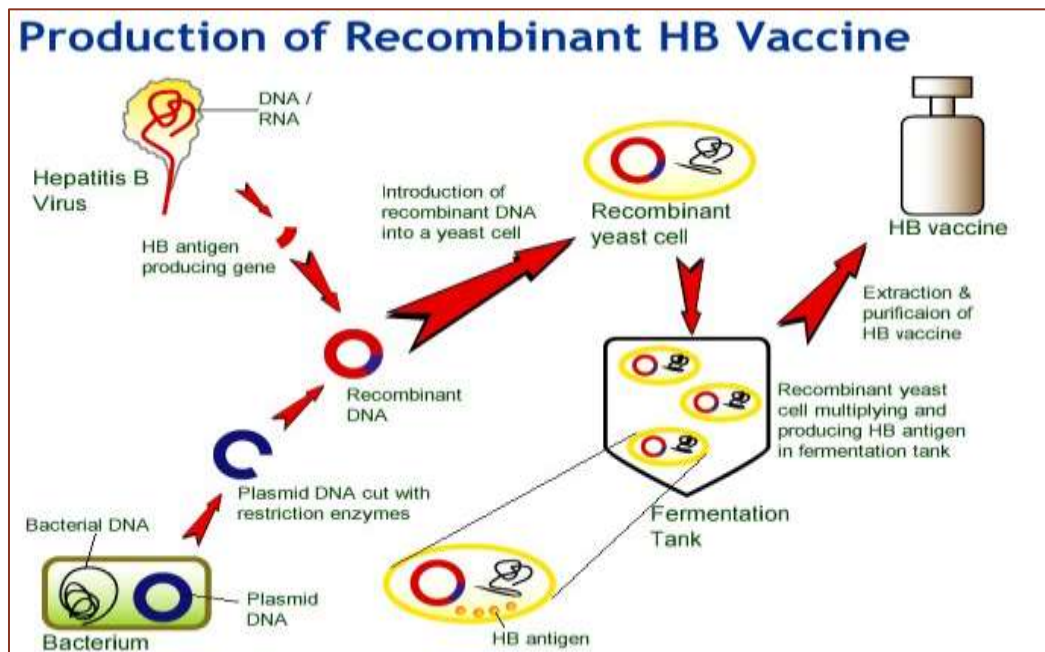 Production of Recombinant HB Vaccine
DNA /
RNA
Hepatitis B
Virus
HB antigen
producing gene
Introduction of
recombinant DNA
into a yeast cell
Recombinant
yeast cell
HB vaccine
Extraction &
purificaion of
HB vaccine
Recombinant
DNA
Recombinant yeast
cell multiplying and
producing HB antigen
in fermentation tank
Plasmid DNA cut with
restriction enzymes
Fermentation
Tank
Bacterial DNA
Plasmid
DNA
Bacterium
HB antigen